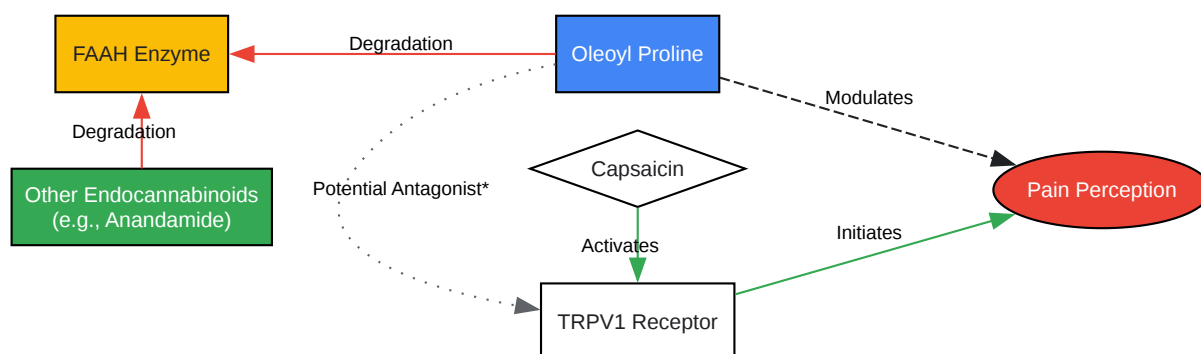 FAAH Enzyme
Degradation
Oleoyl Proline
Modulates
Degradation
Capsaicin
Other Endocannabinoids
(e.g., Anandamide)
Potential Antagonist*
Pain Perception
Activates
Initiates
TRPV1 Receptor